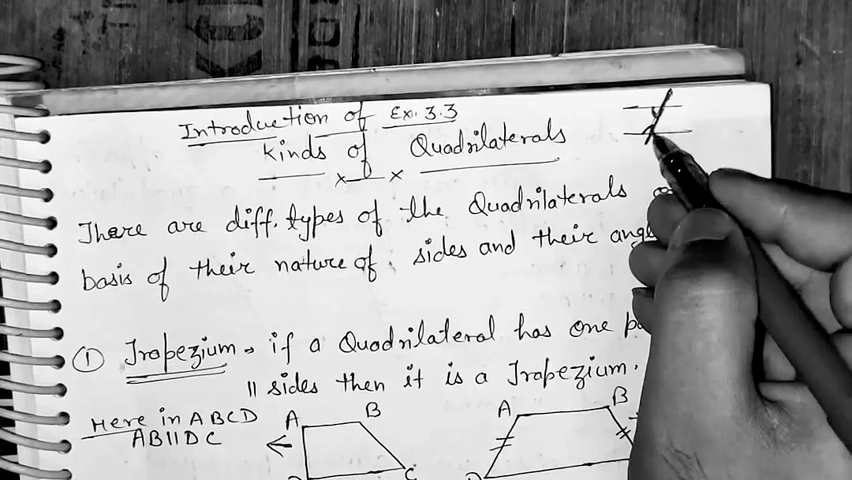 Introduction of Ex. 3.3
Kinds of Quadrilaterals
There are diff. types of the Quadrilaterals
basis of their nature of sides and their
① Trapezium → if a Quadrilateral has one
|| sides then it is a Trapezium.
Here in ABCD
AB||DC
A B
C
A B
D